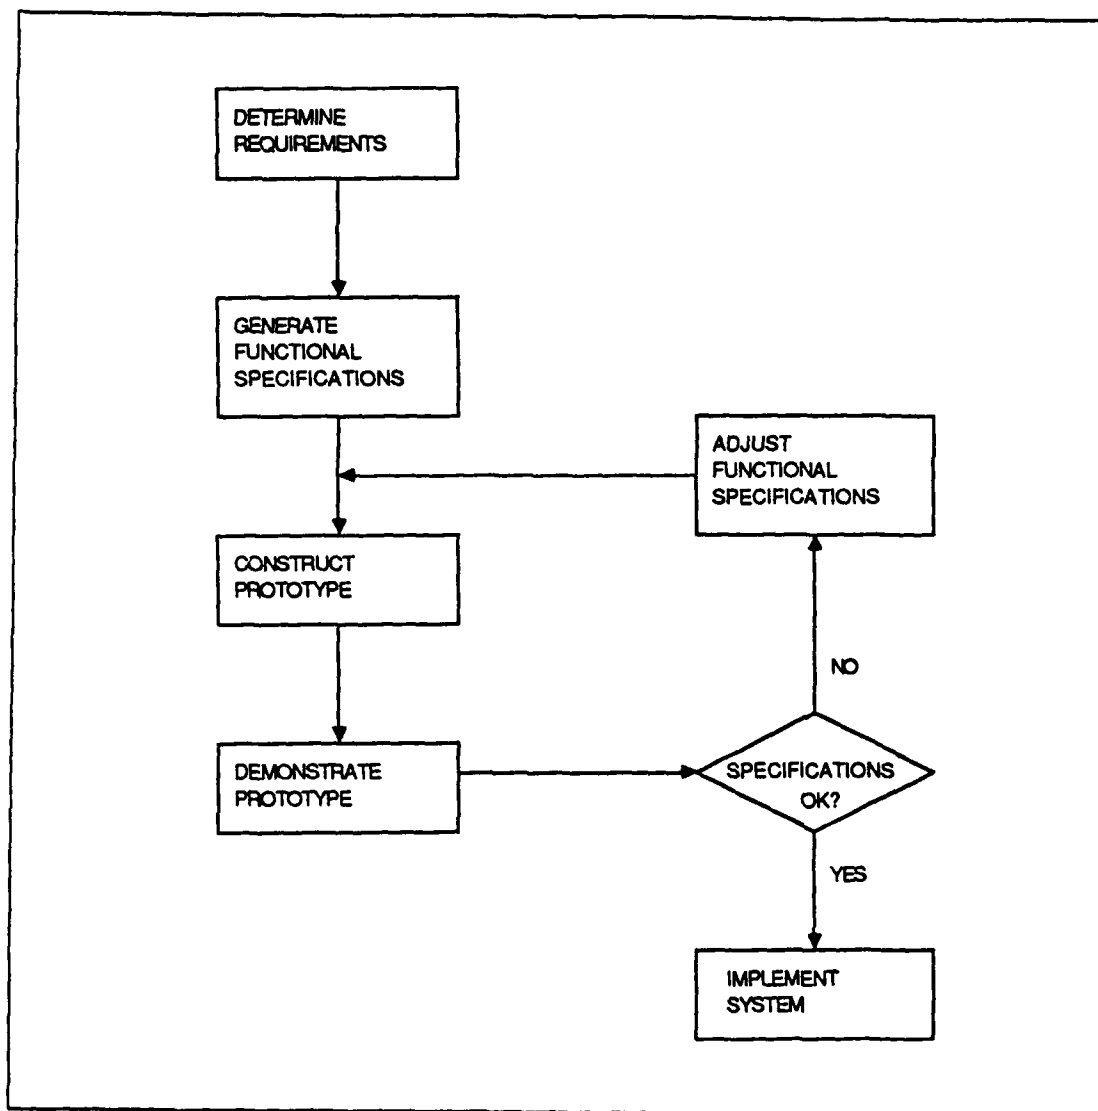 DETERMINE
REQUIREMENTS
GENERATE
FUNCTIONAL
SPECIFICATIONS
ADJUST
FUNCTIONAL
SPECIFICATIONS
CONSTRUCT
PROTOTYPE
NO
DEMONSTRATE
PROTOTYPE
SPECIFICATIONS
OK?
YES
IMPLEMENT
SYSTEM